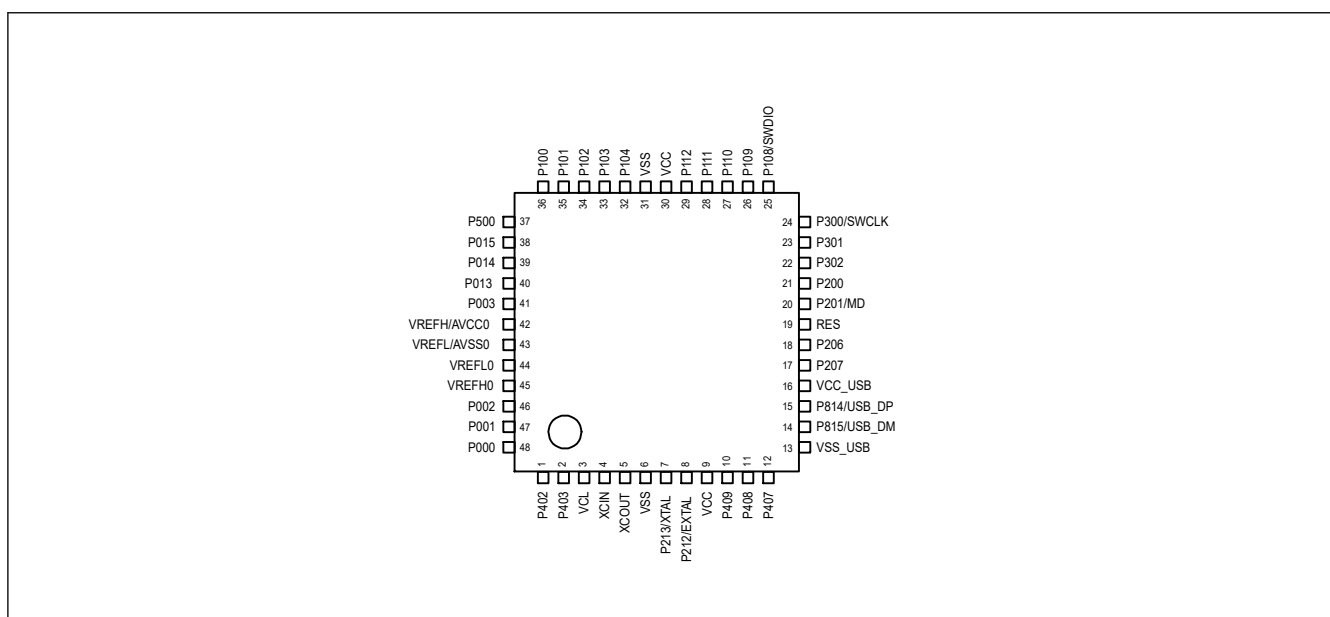 P100
P101
P102
P103
P104
VSS
VCC
P112
P111
P110
P109
P108/SWDIO
36
35
34
33
32
31
30
29
28
27
26
25
P500 37
P015 38
P014 39
P013 40
P003 41
VREFH/AVCC0 42
VREFL/AVSS0 43
VREFL0 44
VREFH0 45
P002 46
P001 47
P000 48
24 P300/SWCLK
23 P301
22 P302
21 P200
20 P201/MD
19 RES
18 P206
17 P207
16 VCC_USB
15 P814/USB_DP
14 P815/USB_DM
13 VSS_USB
1
2
3
4
5
6
7
8
9
10
11
12
P402
P403
VCL
XCIN
XCOUT
VSS
P213/XTAL
P212/EXTAL
VCC
P409
P408
P407